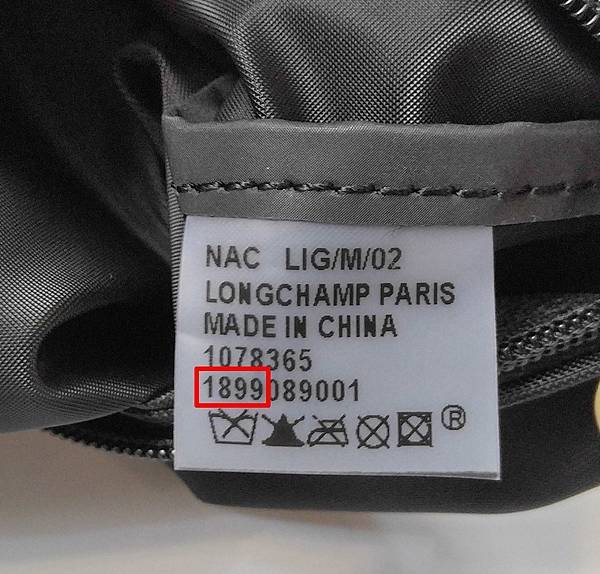 NAC LIG/M/02
LONGCHAMP PARIS
MADE IN CHINA
1078365
1899089001
®